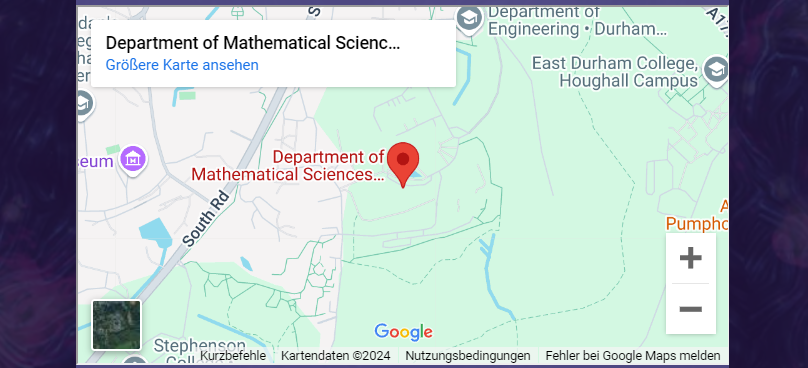 Department of
Engineering • Durham...
Department of Mathematical Scienc...
Größere Karte ansehen
East Durham College,
Houghall Campus
eum
Department of
Mathematical Sciences...
South Rd
Pumpho
Google
Stephenson
Kurzbefehle
Kartendaten ©2024
Nutzungsbedingungen
Fehler bei Google Maps melden